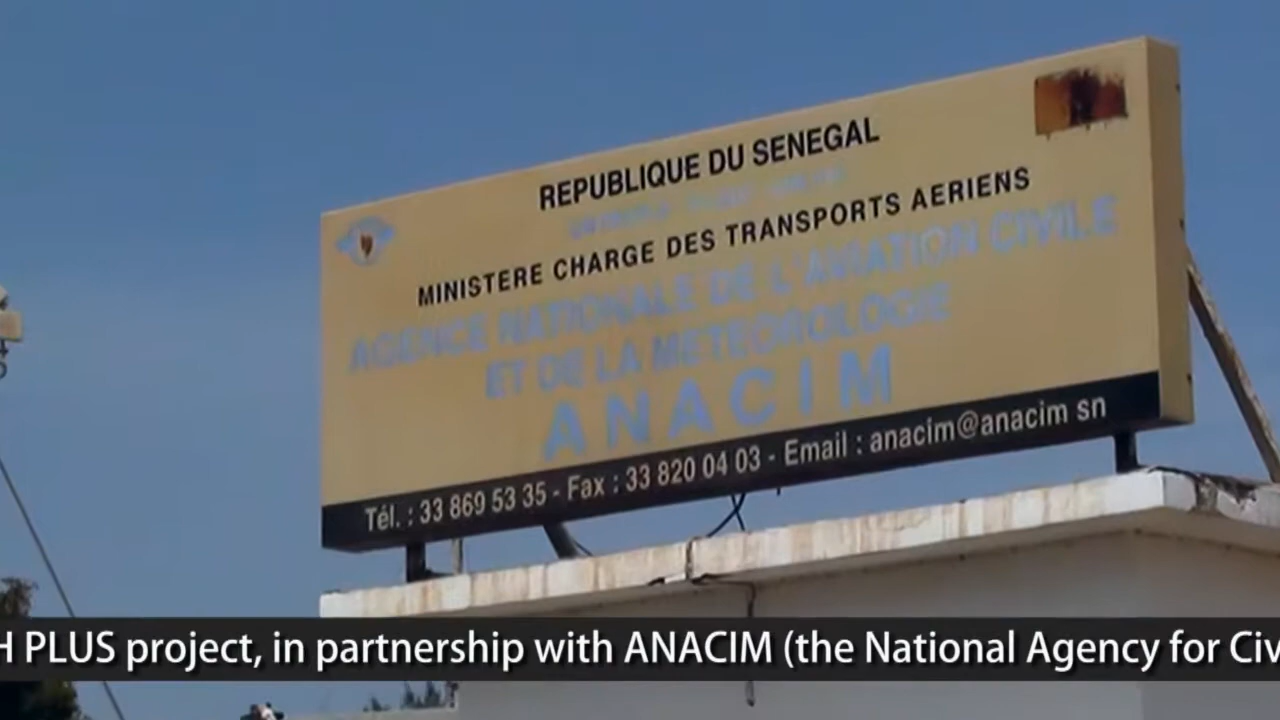 REPUBLIQUE DU SENEGAL
MINISTERE CHARGE DES TRANSPORTS AERIENS
AGENCE NATIONALE DE L'AVIATION CIVILE
ET DE LA METEOROLOGIE
ANACIM
Tél. : 33 869 53 35 - Fax : 33 820 04 03 - Email : anacim@anacim sn
H PLUS project, in partnership with ANACIM (the National Agency for Civ